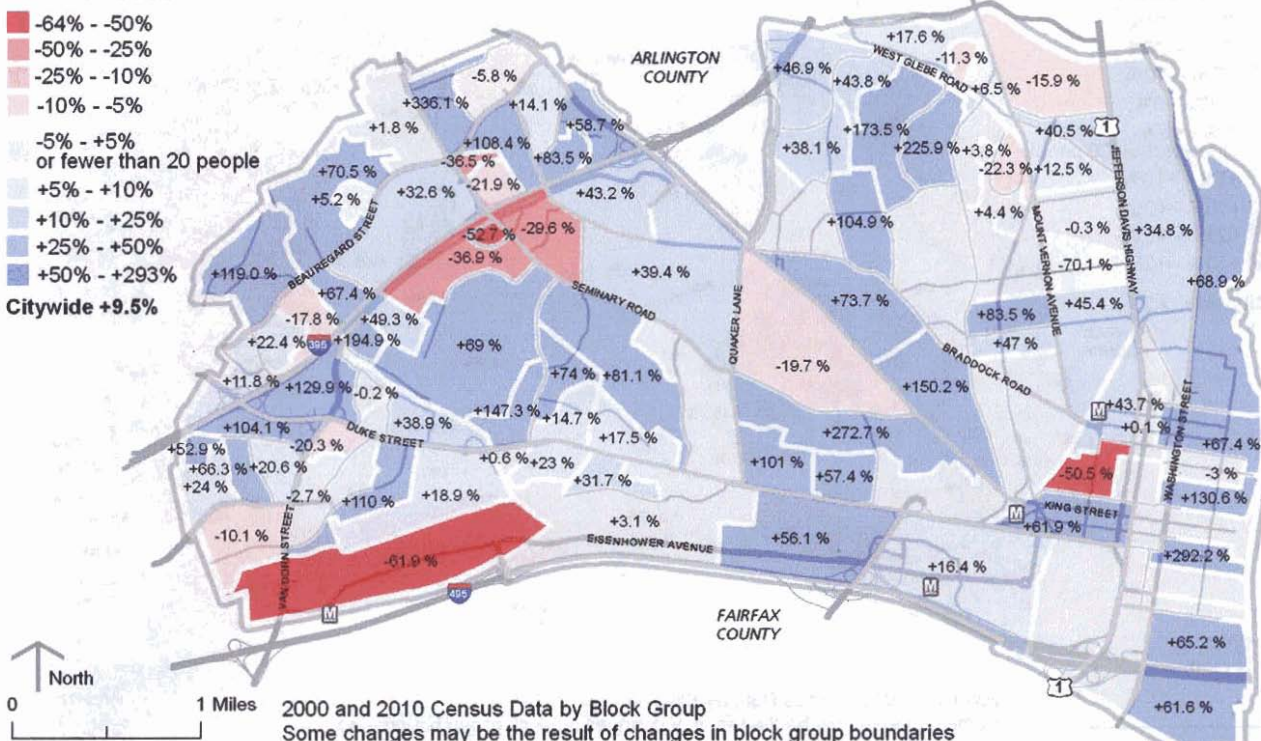 -64% - -50%
-50% - -25%
-25% - -10%
-10% - -5%
-5% - +5%
or fewer than 20 people
+5% - +10%
+10% - +25%
+25% - +50%
+50% - +293%
Citywide +9.5%
ARLINGTON
COUNTY
+17.6 %
WEST GLEBE ROAD
-11.3 %
+46.9 %
+43.8 %
+6.5 %
-15.9 %
-5.8 %
+336.1 %
+14.1 %
+1.8 %
+58.7 %
+108.4 %
+173.5 %
+40.5 %
1
-36.5 %
+83.5 %
+38.1 %
+225.9 %
+3.8 %
+70.5 %
-21.9 %
-22.3 %
+12.5 %
+5.2 %
+32.6 %
+43.2 %
JEFFERSON DAVIS HIGHWAY
BEAUREGARD STREET
-52.7 %
-29.6 %
+104.9 %
+4.4 %
MOUNT VERNON AVENUE
-0.3 %
+34.8 %
-36.9 %
+119.0 %
+39.4 %
-70.1 %
+68.9 %
+67.4 %
SEMINARY ROAD
QUAKER LANE
+73.7 %
+45.4 %
-17.8 %
+49.3 %
+83.5 %
+22.4 %
395
+194.9 %
+69 %
+47 %
-19.7 %
BRADDOCK ROAD
+11.8 %
+129.9 %
-0.2 %
+74 %
+81.1 %
+150.2 %
WASHINGTON STREET
+104.1 %
DUKE STREET
+38.9 %
+147.3 %
+14.7 %
M
+43.7 %
+0.1 %
+52.9 %
-20.3 %
+17.5 %
+272.7 %
+67.4 %
+66.3 %
+20.6 %
+0.6 %
+23 %
+101 %
+57.4 %
-50.5 %
-3 %
+24 %
-2.7 %
+110 %
+18.9 %
+31.7 %
+130.6 %
KING STREET
M
+61.9 %
-10.1 %
VAN DORN STREET
+3.1 %
EISENHOWER AVENUE
+56.1 %
+292.2 %
-61.9 %
+16.4 %
M
495
M
FAIRFAX
COUNTY
+65.2 %
1
+61.6 %
North
0
1 Miles
2000 and 2010 Census Data by Block Group
Some changes may be the result of changes in block group boundaries